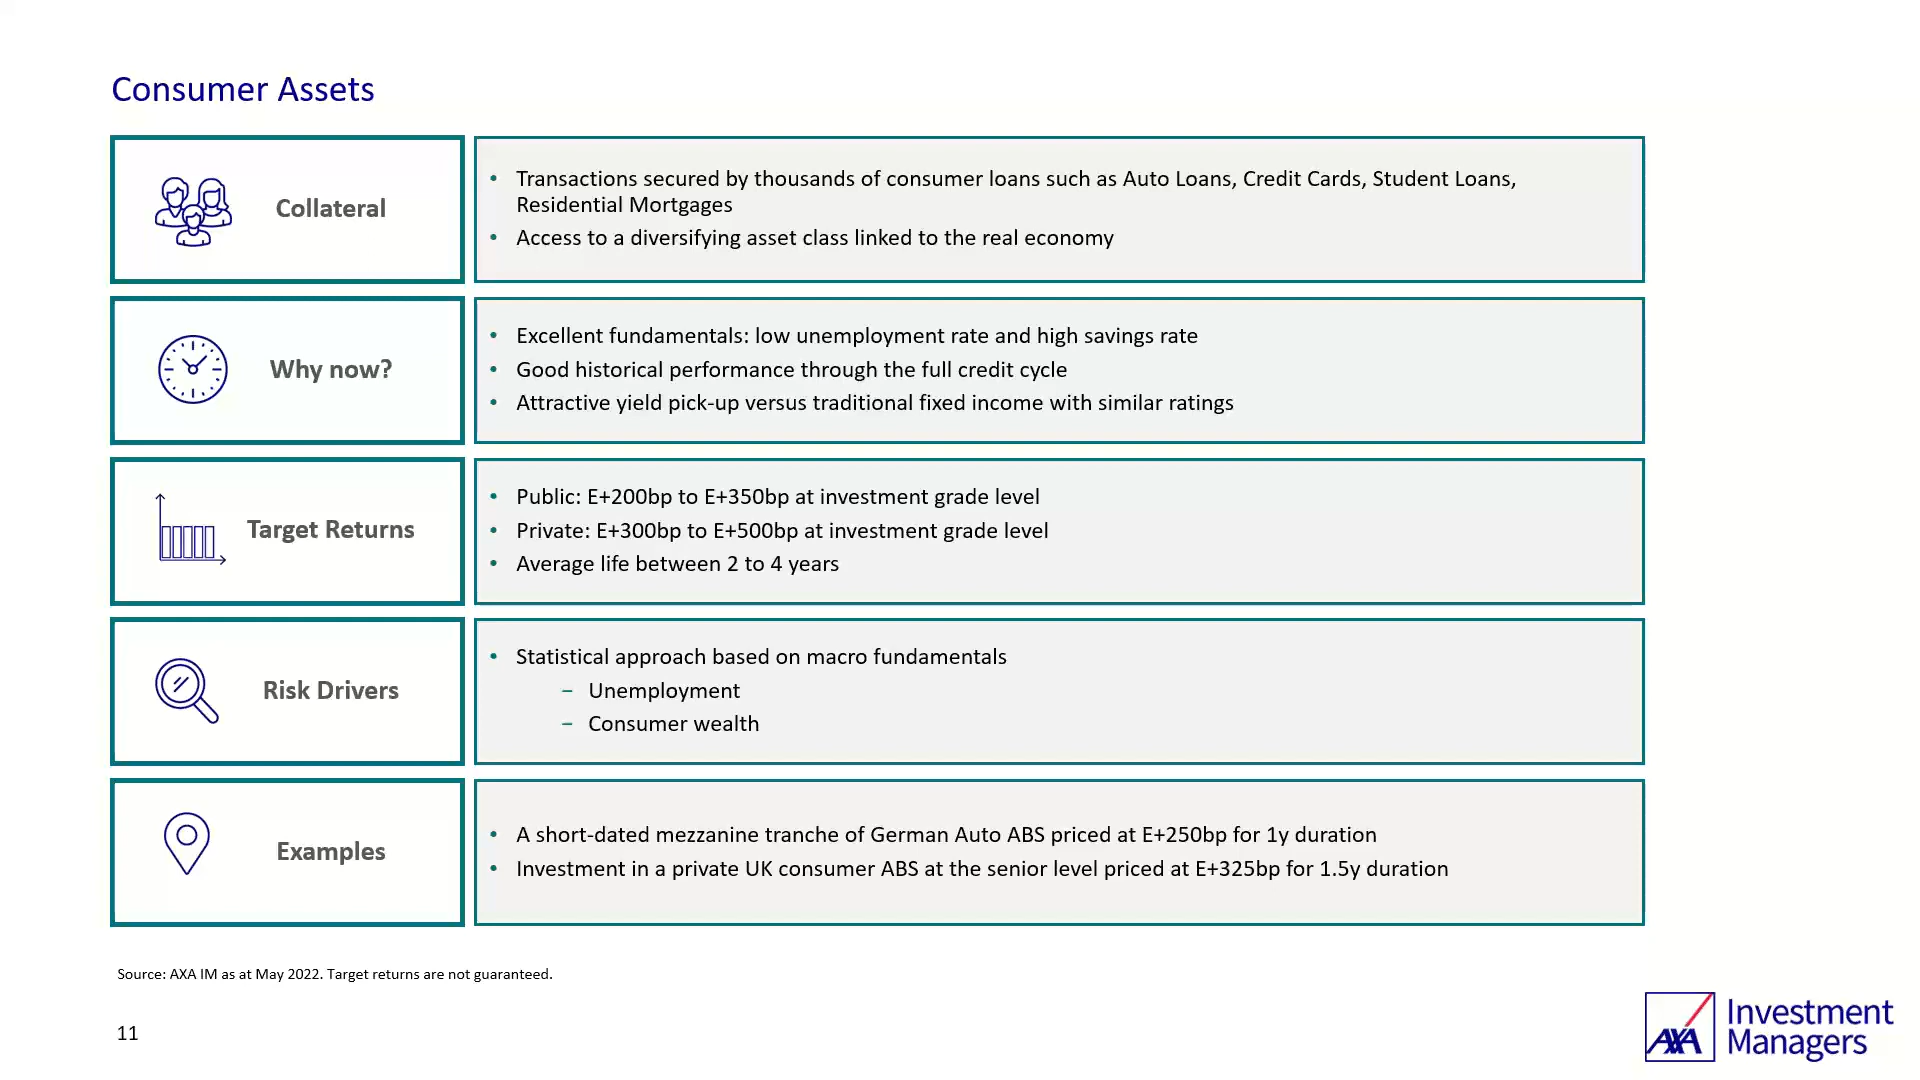 Consumer Assets
Collateral
• Transactions secured by thousands of consumer loans such as Auto Loans, Credit Cards, Student Loans,
Residential Mortgages
• Access to a diversifying asset class linked to the real economy
Why now?
• Excellent fundamentals: low unemployment rate and high savings rate
• Good historical performance through the full credit cycle
• Attractive yield pick-up versus traditional fixed income with similar ratings
Target Returns
• Public: E+200bp to E+350bp at investment grade level
• Private: E+300bp to E+500bp at investment grade level
• Average life between 2 to 4 years
Risk Drivers
• Statistical approach based on macro fundamentals
– Unemployment
– Consumer wealth
Examples
• A short-dated mezzanine tranche of German Auto ABS priced at E+250bp for 1y duration
• Investment in a private UK consumer ABS at the senior level priced at E+325bp for 1.5y duration
Source: AXA IM as at May 2022. Target returns are not guaranteed.
11
AXA
Investment
Managers